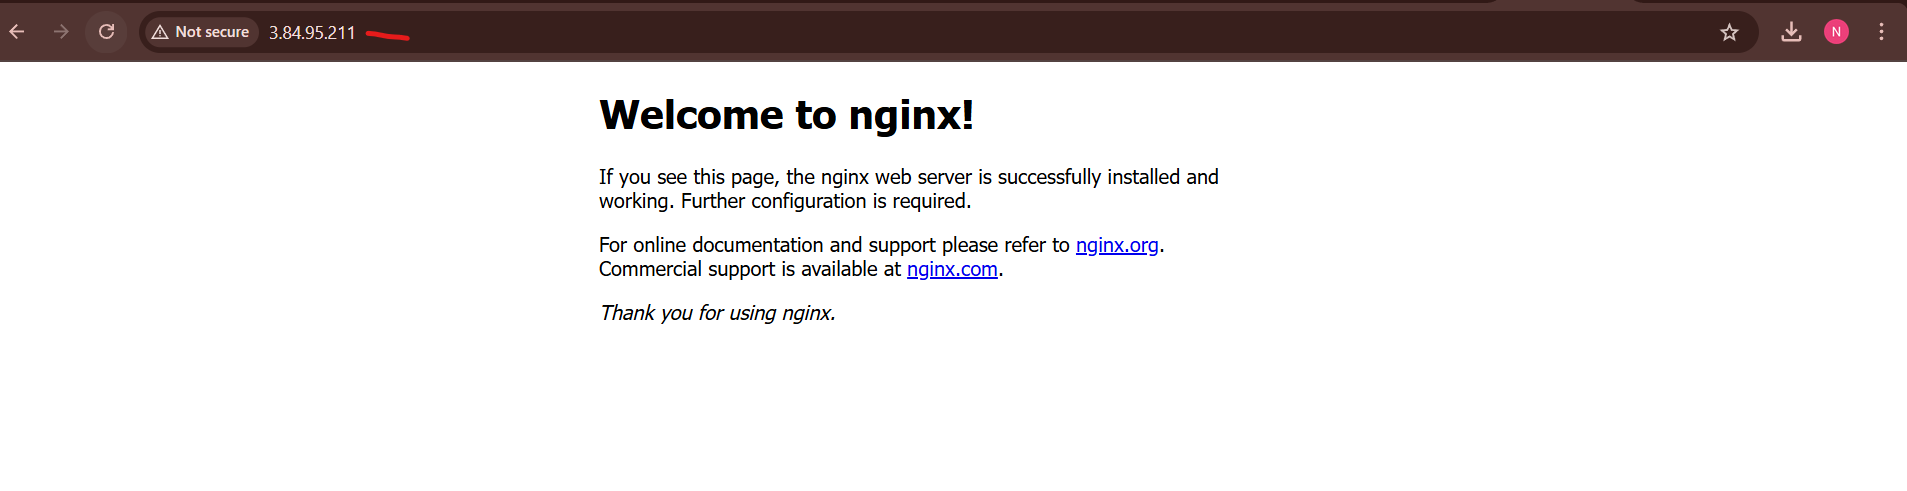 Not secure 3.84.95.211
N
Welcome to nginx!
If you see this page, the nginx web server is successfully installed and
working. Further configuration is required.
For online documentation and support please refer to nginx.org.
Commercial support is available at nginx.com.
Thank you for using nginx.